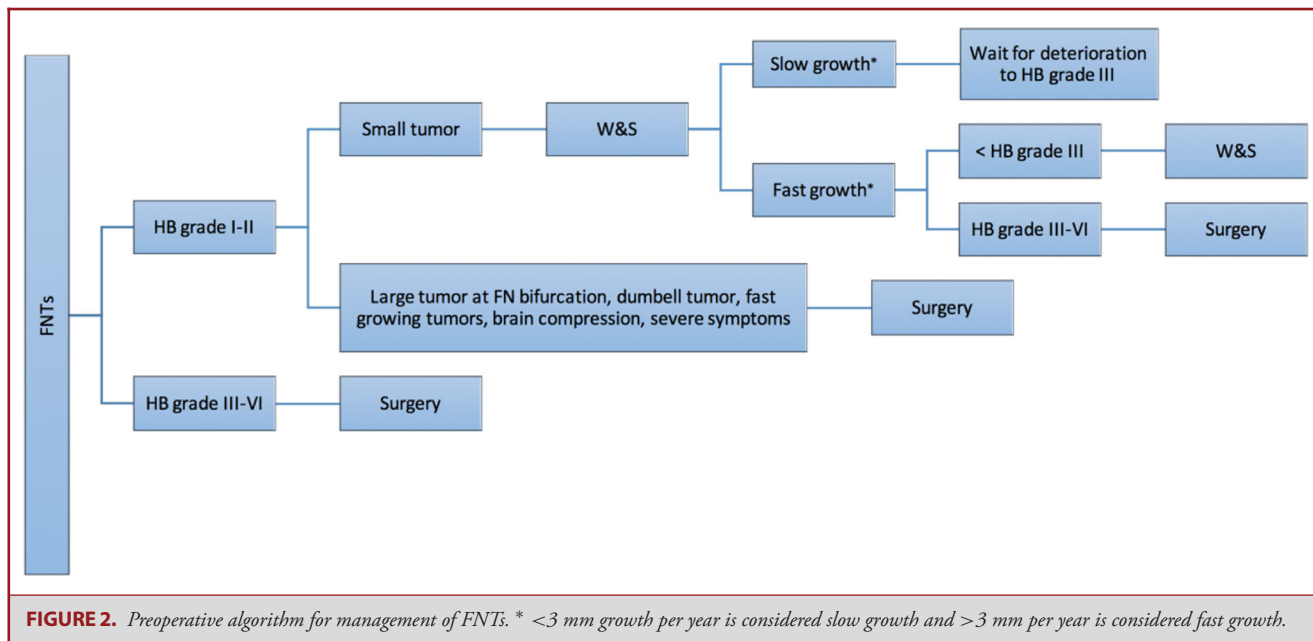 FNTs
HB grade I-II
Small tumor
W&S
Slow growth*
Wait for deterioration
to HB grade III
Fast growth*
< HB grade III
W&S
HB grade III-VI
Surgery
Large tumor at FN bifurcation, dumbell tumor, fast
growing tumors, brain compression, severe symptoms
Surgery
HB grade III-VI
Surgery
FIGURE 2. Preoperative algorithm for management of FNTs. * <3 mm growth per year is considered slow growth and >3 mm per year is considered fast growth.